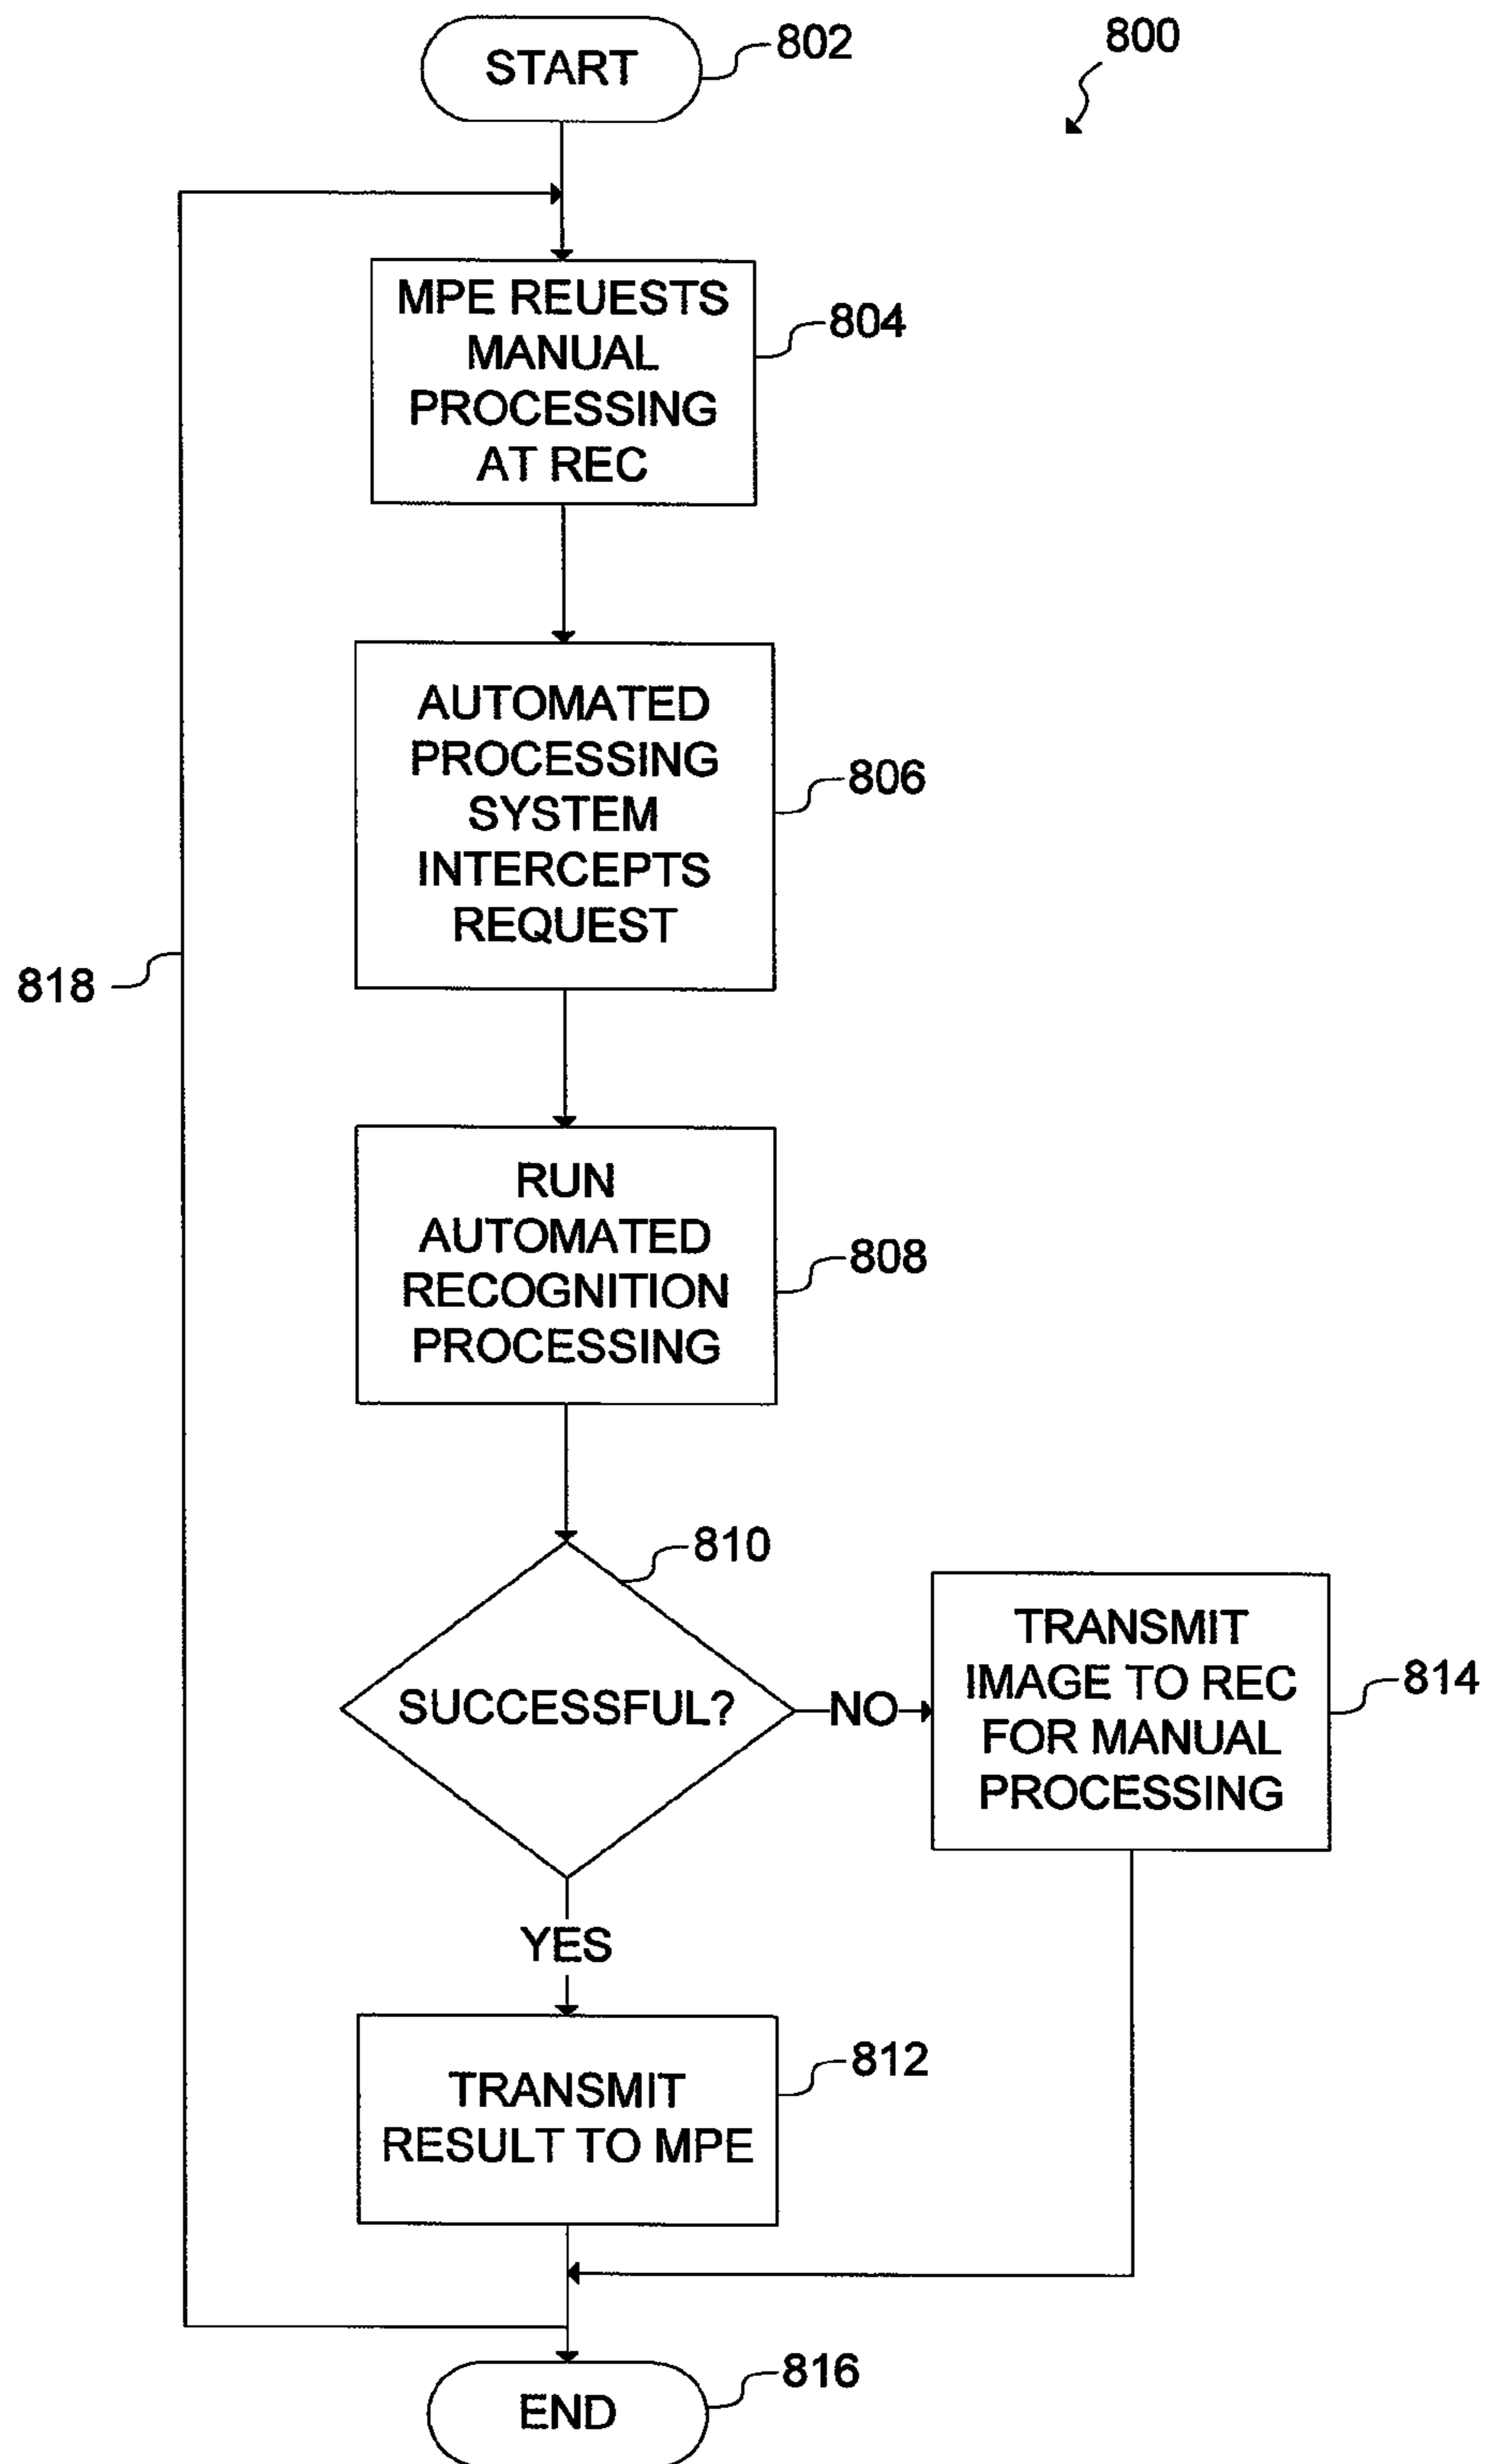 START
802
800
MPE REUESTS
MANUAL
PROCESSING
AT REC
804
AUTOMATED
PROCESSING
SYSTEM
INTERCEPTS
REQUEST
806
818
RUN
AUTOMATED
RECOGNITION
PROCESSING
808
810
SUCCESSFUL?
NO
TRANSMIT
IMAGE TO REC
FOR MANUAL
PROCESSING
814
YES
TRANSMIT
RESULT TO MPE
812
END
816